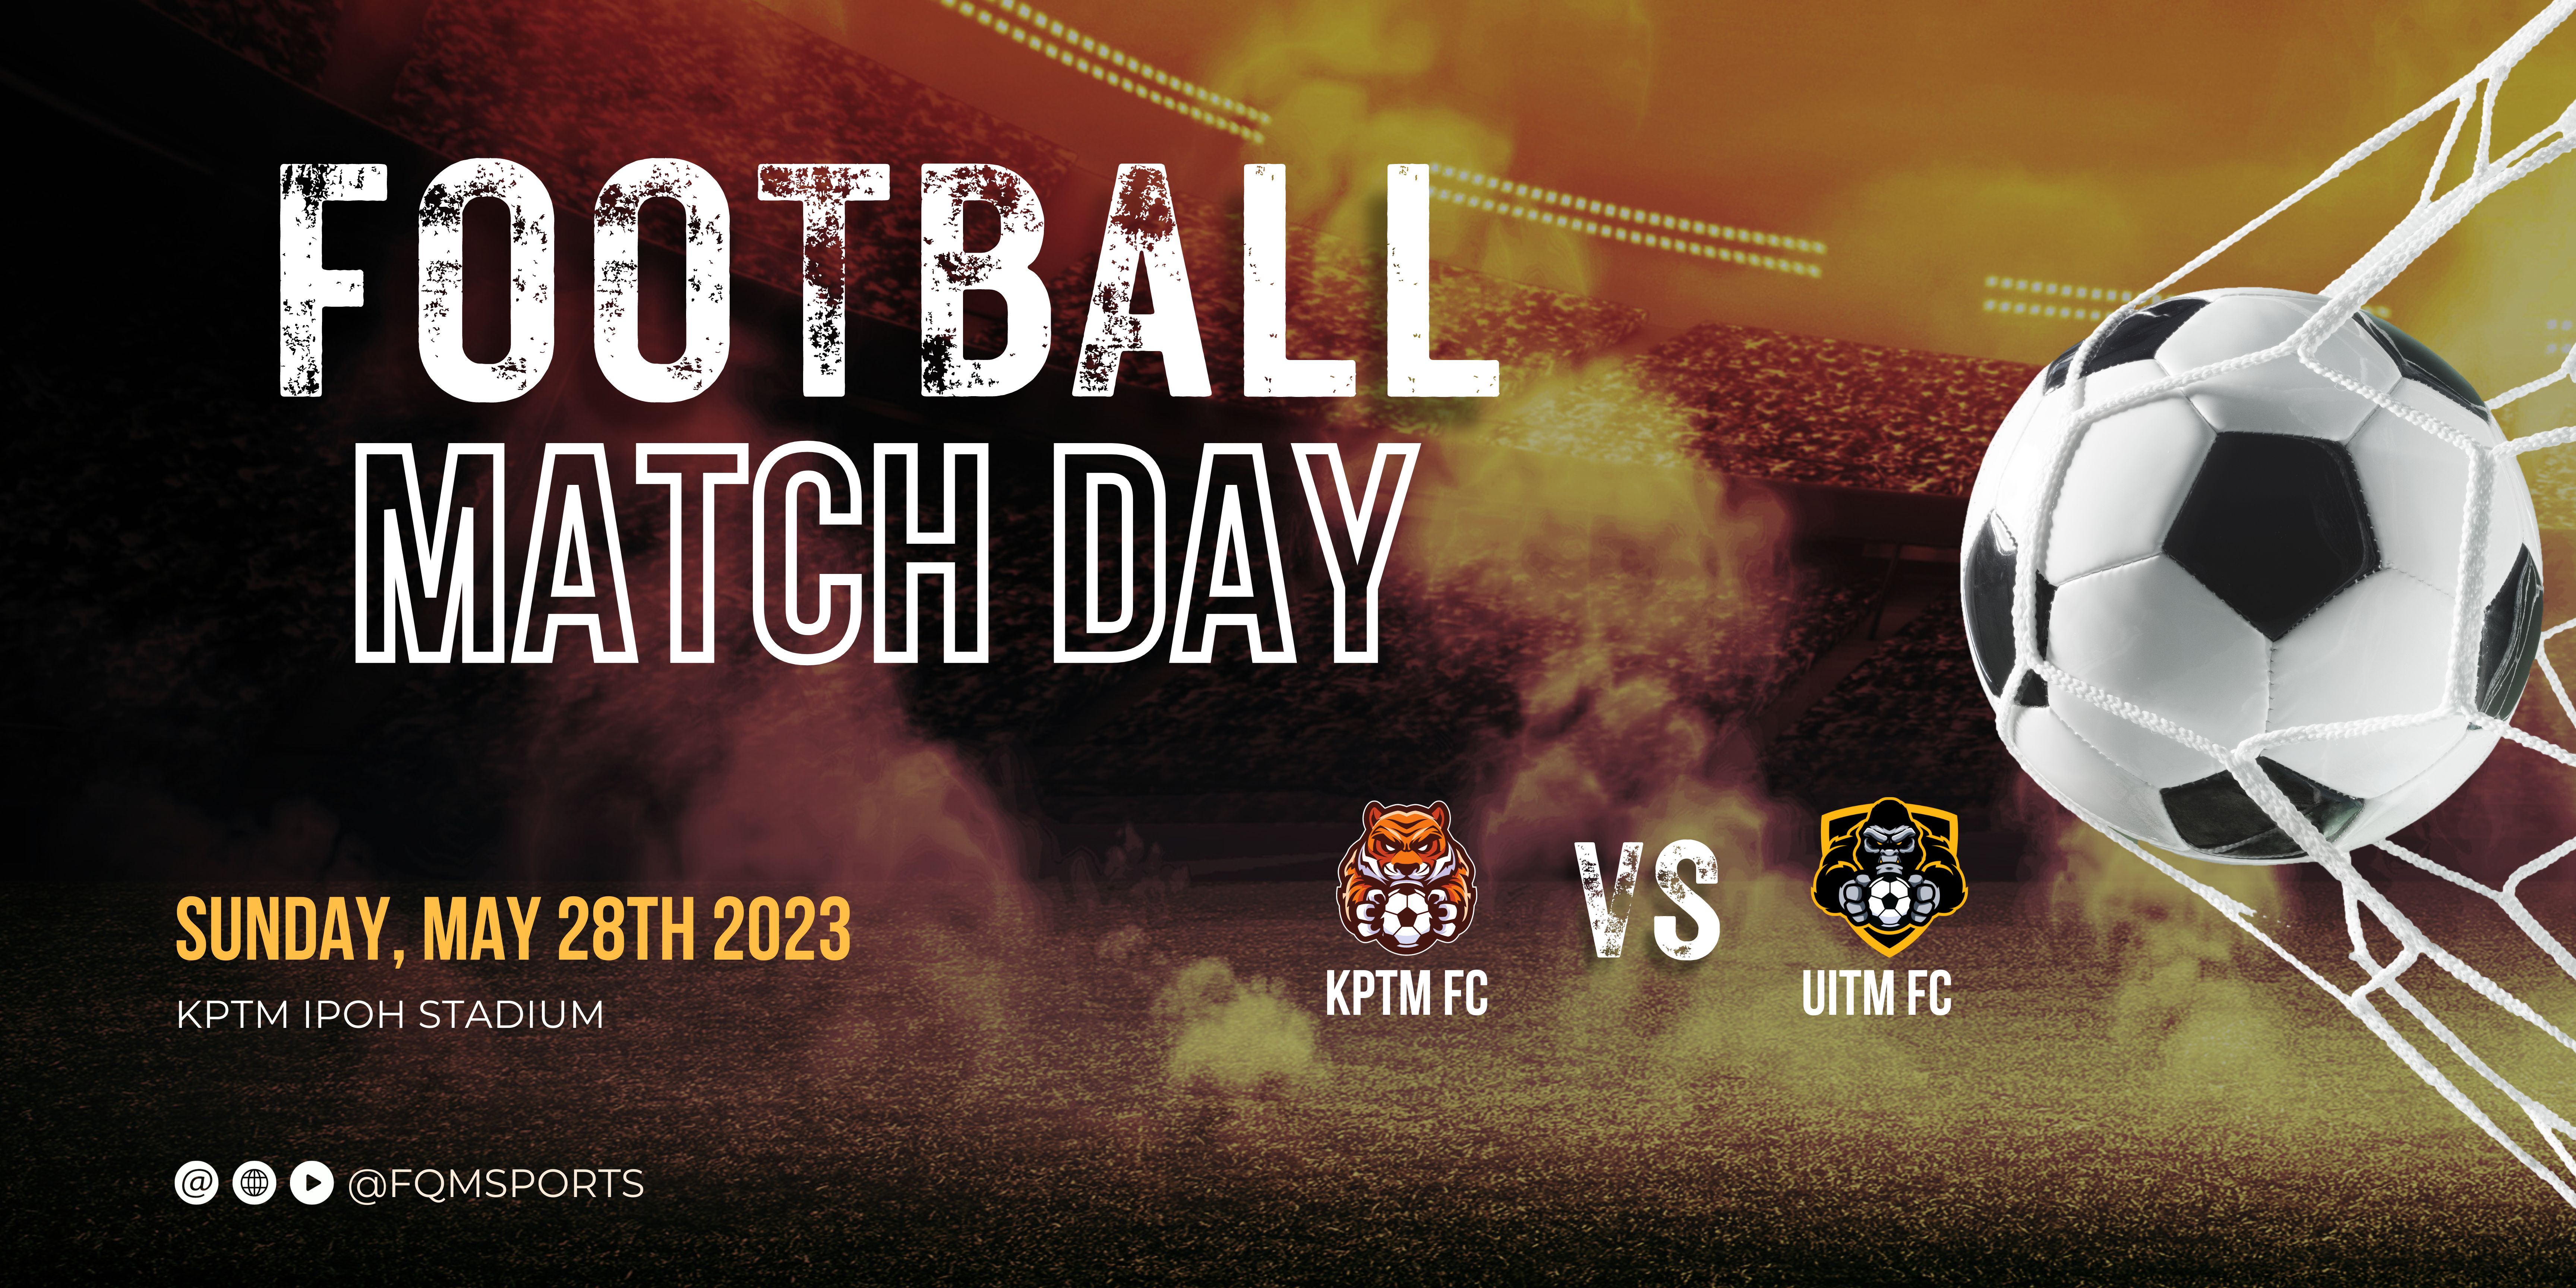 FOOTBALL
MATCH DAY
SUNDAY, MAY 28TH 2023
KPTM IPOH STADIUM
VS
KPTM FC
UITM FC
@FQMSPORTS